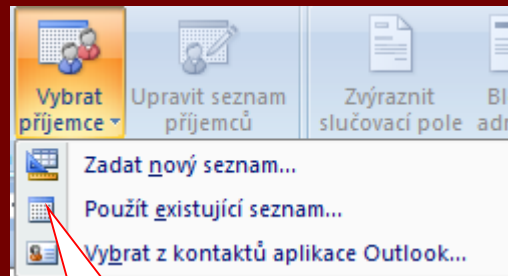 Vybrat příjemce
Upravit seznam příjemců
Zvýraznit slučovací pole
Zadat nový seznam...
Použít existující seznam...
Vybrat z kontaktů aplikace Outlook...